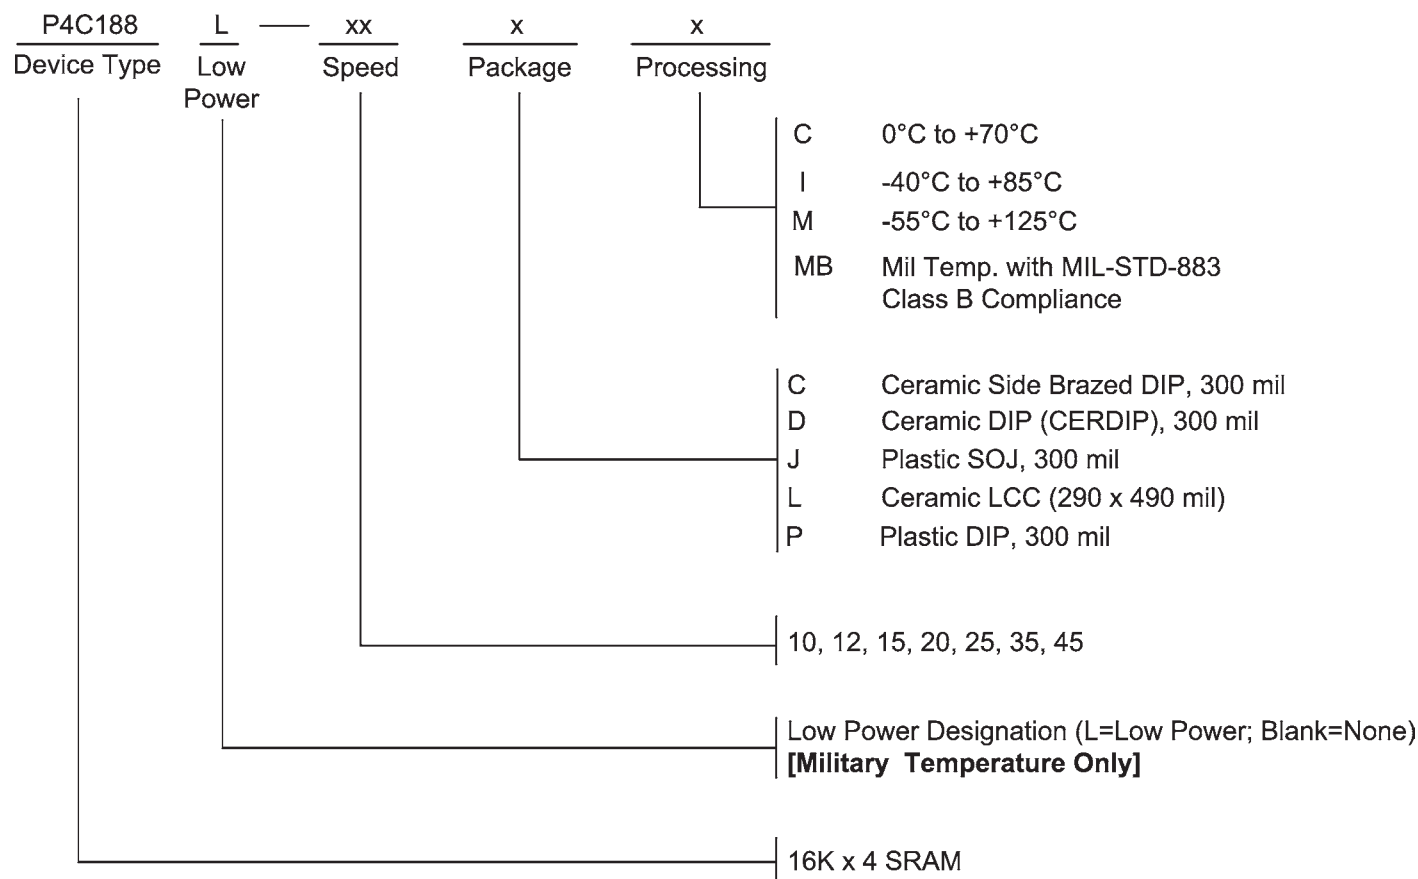 P4C188 L — xx x x
Device Type Low Power Speed Package Processing
C 0°C to +70°C
I -40°C to +85°C
M -55°C to +125°C
MB Mil Temp. with MIL-STD-883
Class B Compliance
C Ceramic Side Brazed DIP, 300 mil
D Ceramic DIP (CERDIP), 300 mil
J Plastic SOJ, 300 mil
L Ceramic LCC (290 x 490 mil)
P Plastic DIP, 300 mil
10, 12, 15, 20, 25, 35, 45
Low Power Designation (L=Low Power; Blank=None)
[Military Temperature Only]
16K x 4 SRAM